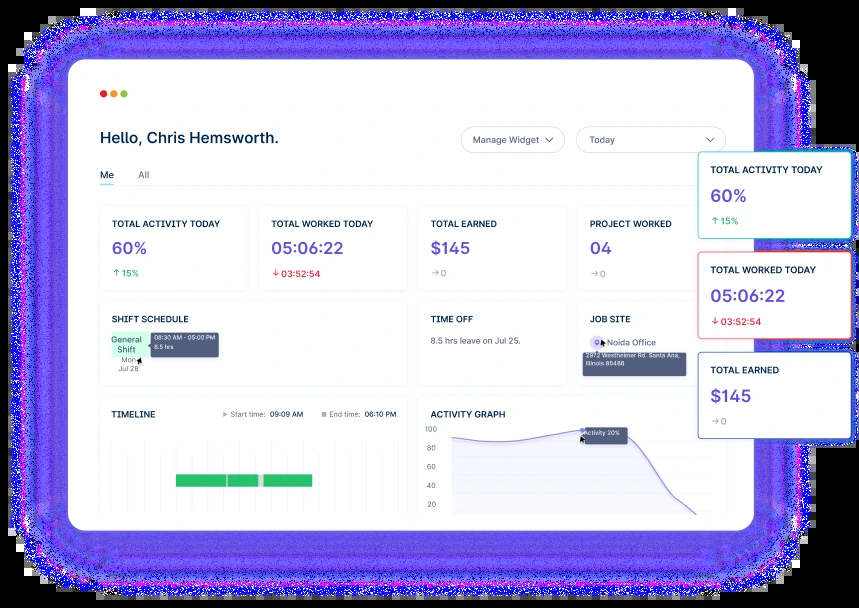 Hello, Chris Hemsworth.
Manage Widget
Today
Me
All
TOTAL ACTIVITY TODAY
60%
↑ 15%
TOTAL WORKED TODAY
05:06:22
↓ 03:52:54
TOTAL EARNED
$145
→ 0
PROJECT WORKED
04
→ 0
SHIFT SCHEDULE
General
Shift
Mon
Jul 28
08:30 AM - 05:00 PM
8.5 hrs
TIME OFF
8.5 hrs leave on Jul 25.
JOB SITE
Noida Office
2972 Westheimer Rd. Santa Ana,
Illinois 85486
TIMELINE
Start time: 09:09 AM
End time: 06:10 PM
ACTIVITY GRAPH
100
80
60
40
20
Activity 20%
TOTAL ACTIVITY TODAY
60%
↑ 15%
TOTAL WORKED TODAY
05:06:22
↓ 03:52:54
TOTAL EARNED
$145
→ 0